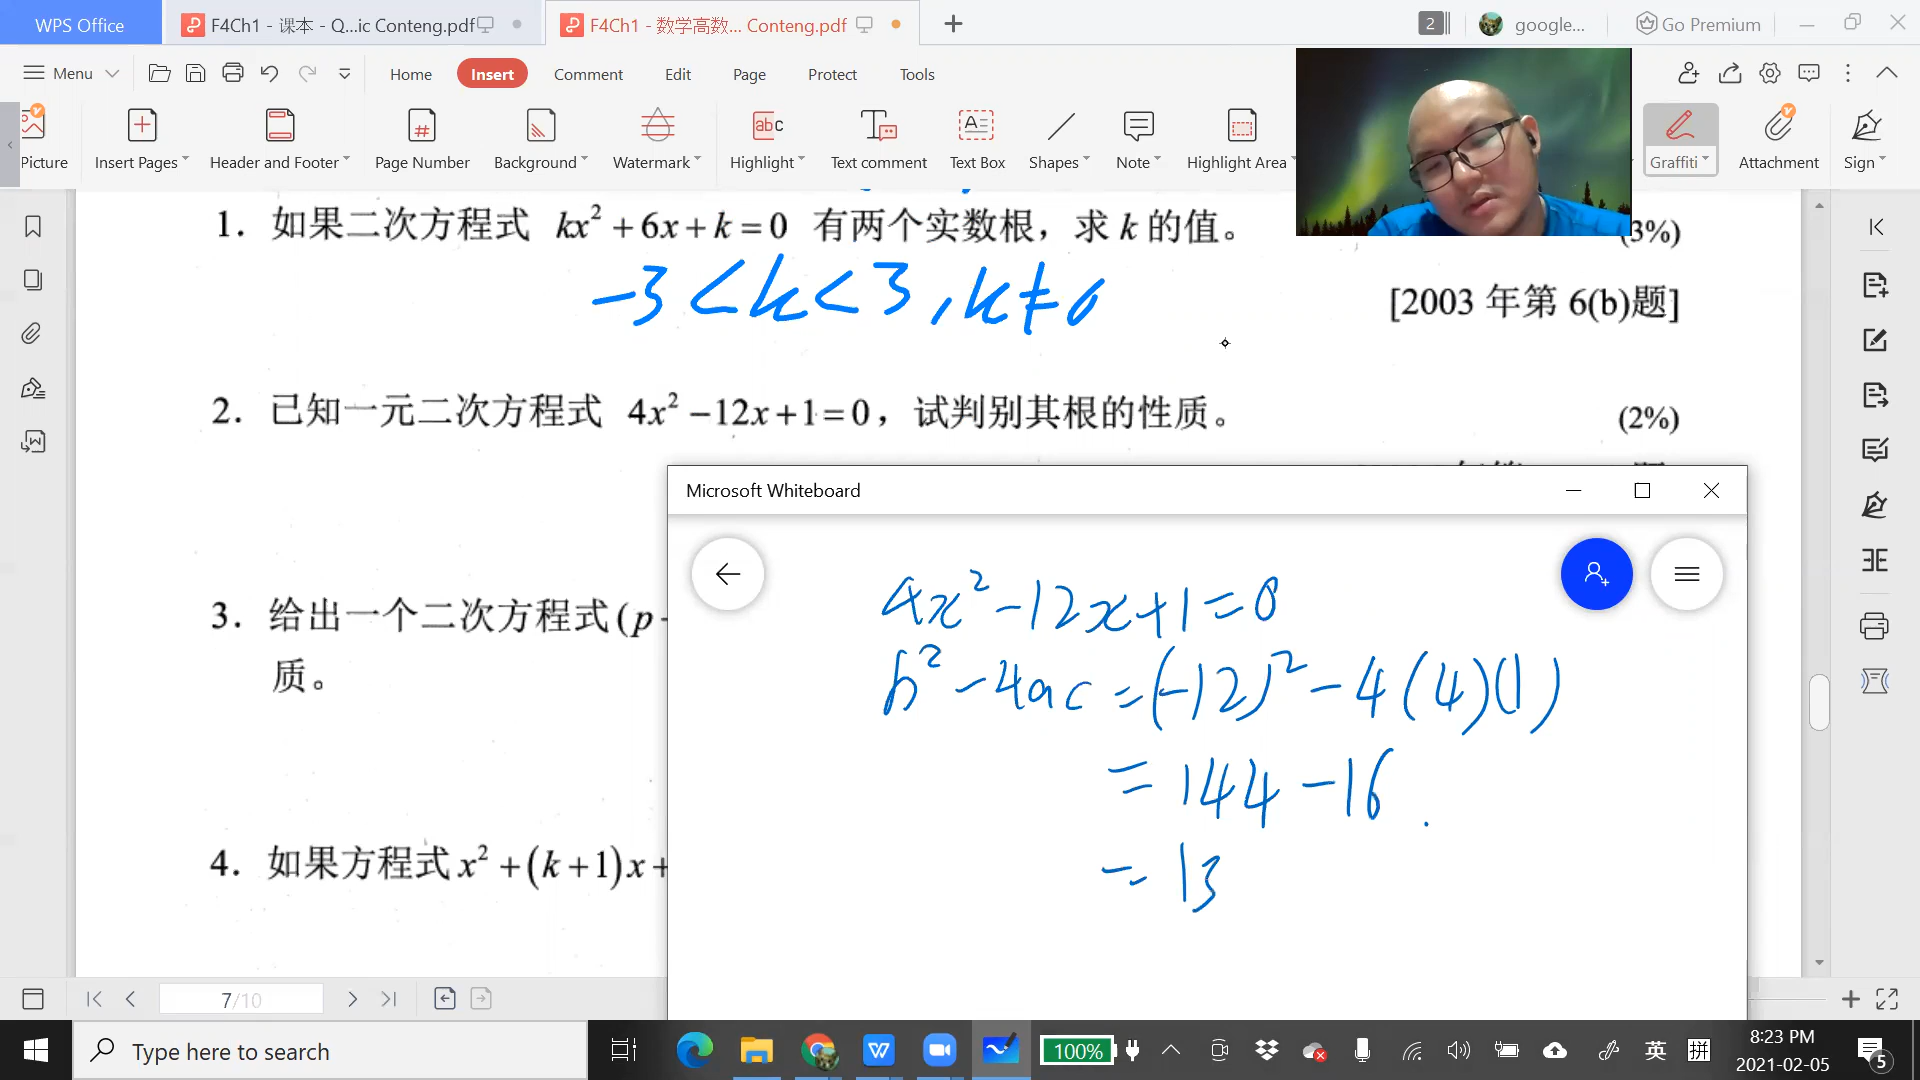 WPS Office
F4Ch1 - 课本 - Q...ic Conteng.pdf
F4Ch1 - 数学高数... Conteng.pdf
2
google...
Go Premium
Menu
Home
Insert
Comment
Edit
Page
Protect
Tools
Picture
Insert Pages
Header and Footer
Page Number
Background
Watermark
Highlight
Text comment
Text Box
Shapes
Note
Highlight Area
Graffiti
Attachment
Sign
1. 如果二次方程式 kx²+6x+k=0 有两个实数根，求 k 的值。 (3%)
-3<k<3, k≠0
[2003 年第 6(b)题]
2. 已知一元二次方程式 4x²-12x+1=0，试判别其根的性质。 (2%)
3. 给出一个二次方程式(p-
质。
4. 如果方程式 x²+(k+1)x+
Microsoft Whiteboard
4x²-12x+1=0
b²-4ac=(-12)²-4(4)(1)
=144-16
=13
7/10
Type here to search
100%
英
拼
8:23 PM
2021-02-05
5